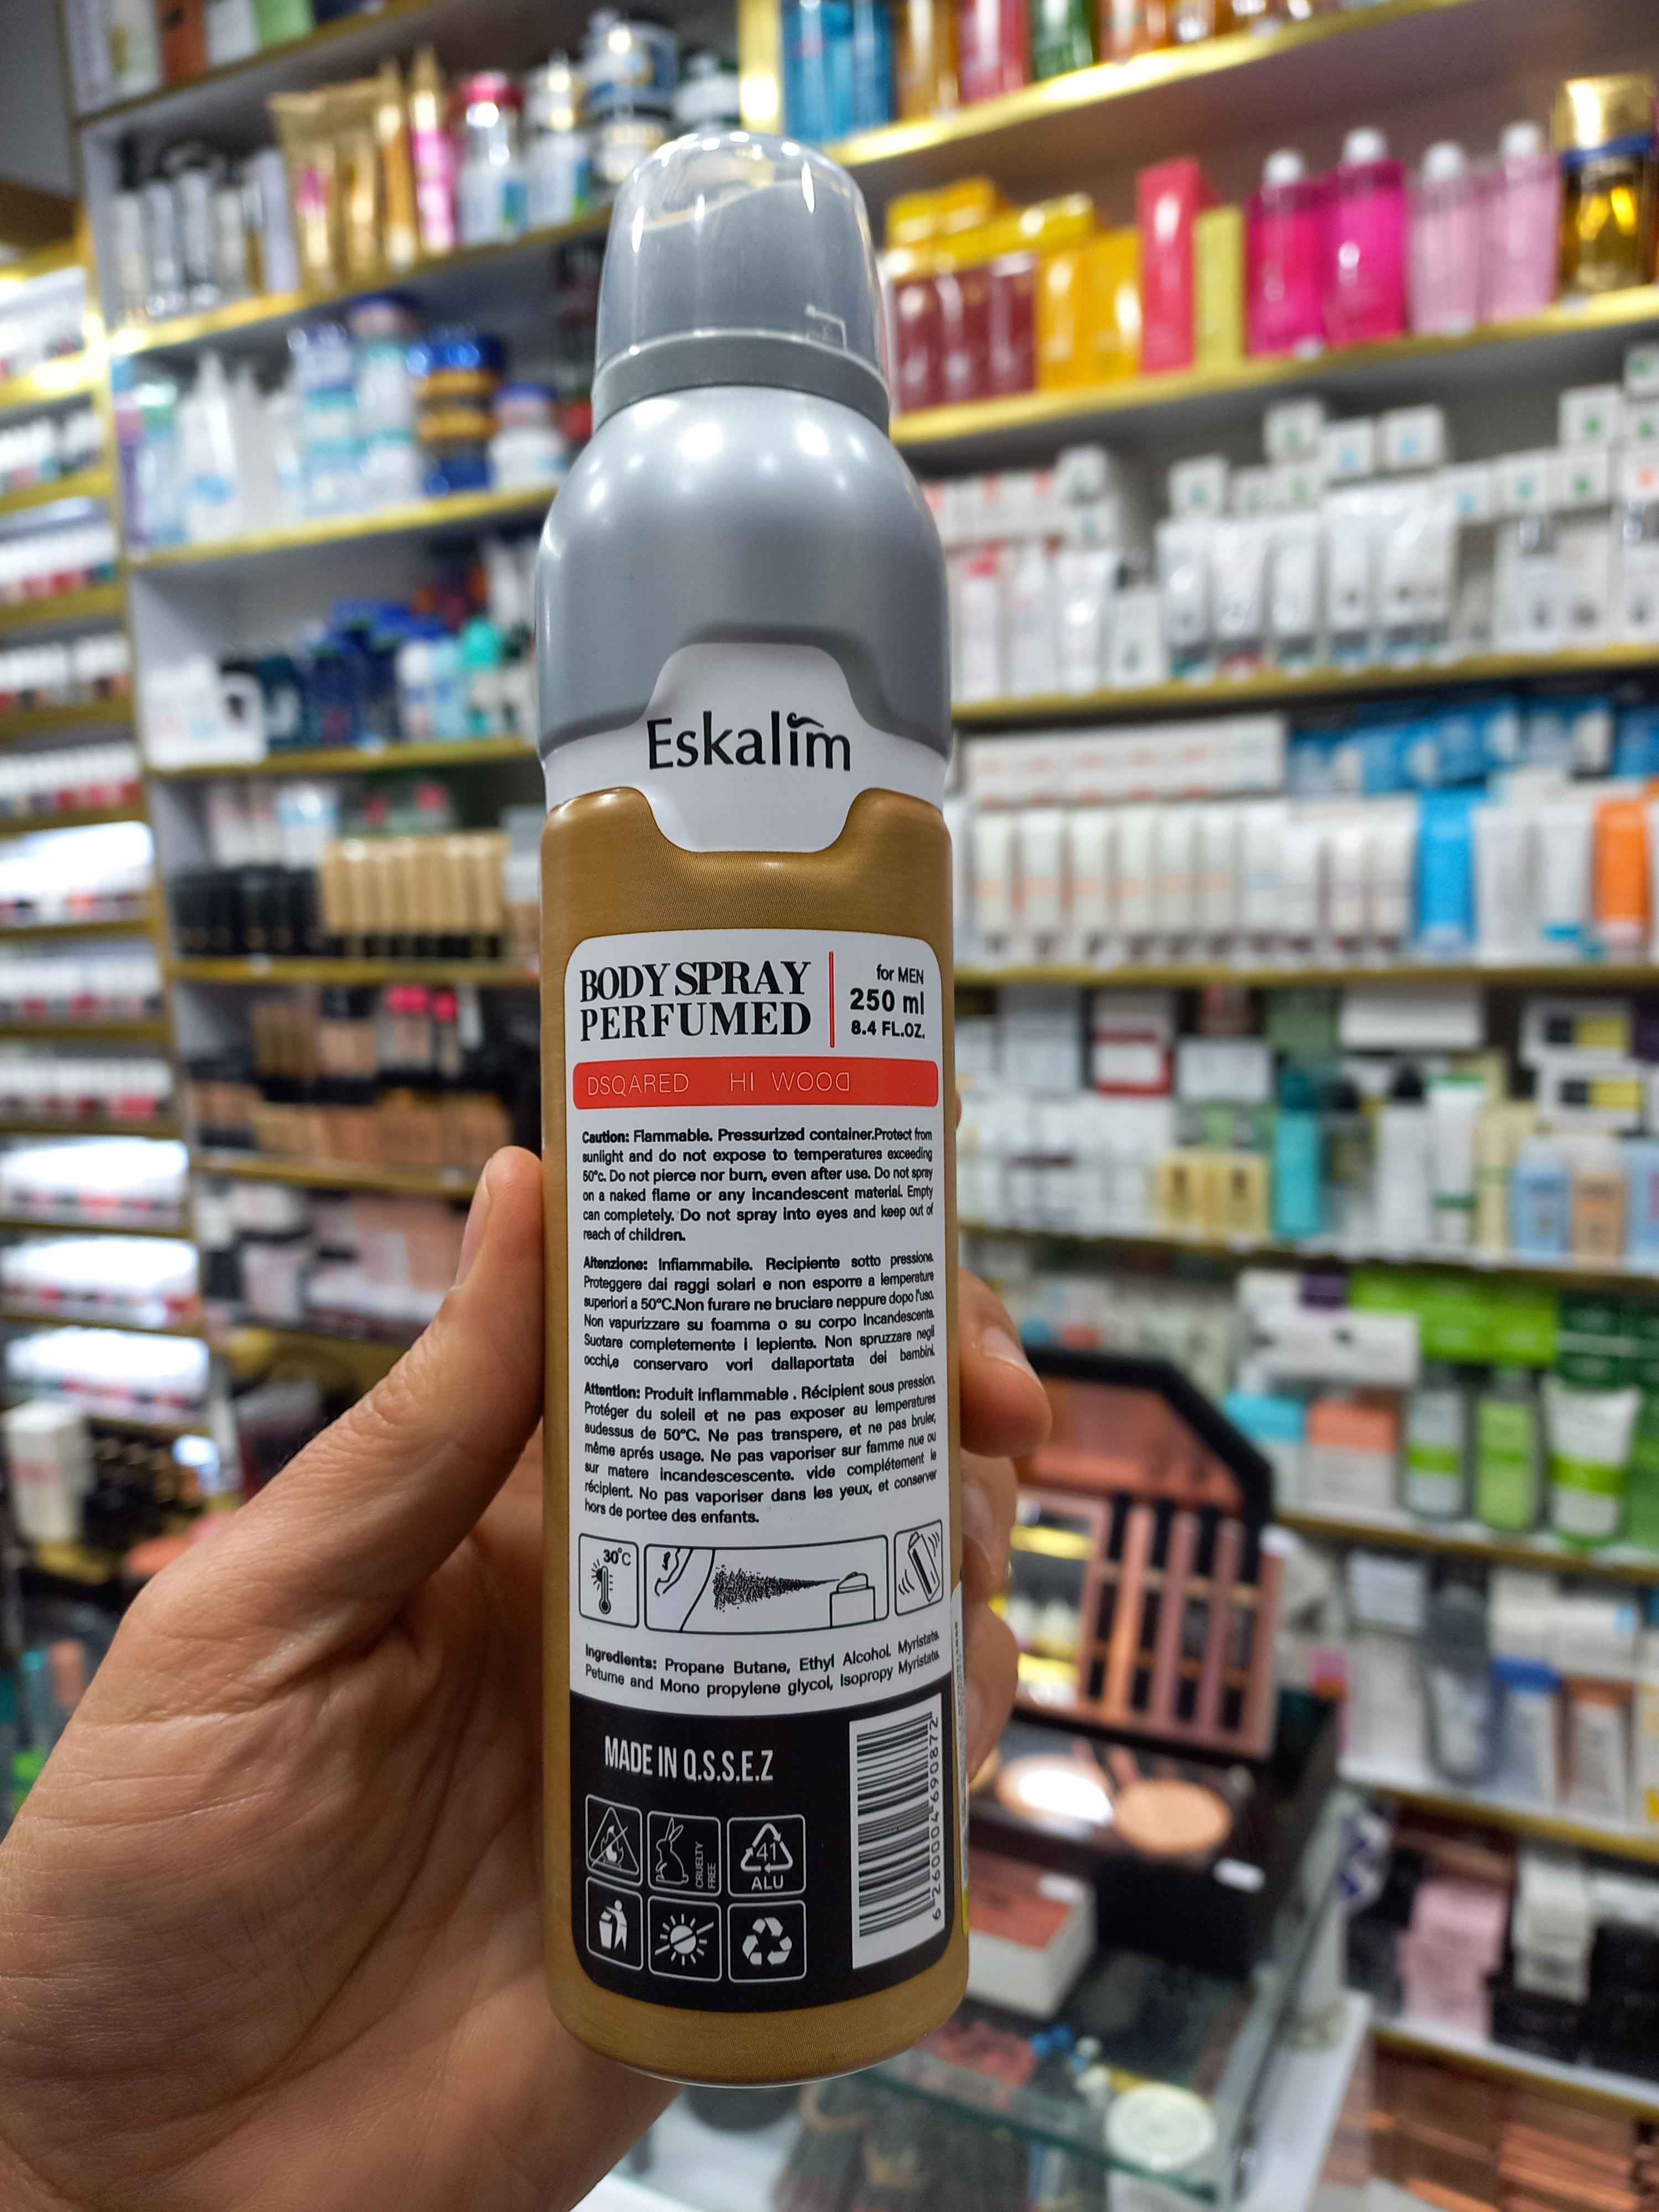 Eskalim
BODY SPRAY
PERFUMED
for MEN
250 ml
8.4 FL.OZ.
DSQARED HI WOOD
Caution: Flammable. Pressurized container.Protect from
sunlight and do not expose to temperatures exceeding
50°c. Do not pierce nor burn, even after use. Do not spray
on a naked flame or any incandescent material. Empty
can completely. Do not spray into eyes and keep out of
reach of children.
Altenzione: Infiammabile. Recipiente sotto pressione.
Proteggere dai raggi solari e non esporre a lemperature
superiori a 50°C.Non furare ne bruciare neppure dopo l'uso.
Non vapurizzare su foamma o su corpo Incandescente.
Suotare completemente i lepiente. Non spruzzare negli
occhi,e conservaro vori dallaportata dei bambini.
Attention: Produit inflammable . Récipient sous pression.
Protéger du soleil et ne pas exposer au lemperatures
audessus de 50°C. Ne pas transpere, et ne pas bruler,
même aprés usage. Ne pas vaporiser sur famme nue ou
sur matere incandescescente. vide complétement le
récipient. No pas vaporiser dans les yeux, et conserver
hors de portee des enfants.
30°C
Ingredients: Propane Butane, Ethyl Alcohol. Myristate.
Petume and Mono propylene glycol, Isopropy Myristate.
MADE IN Q.S.S.E.Z
CRUELTY
FREE
41
ALU
6 260004 690872